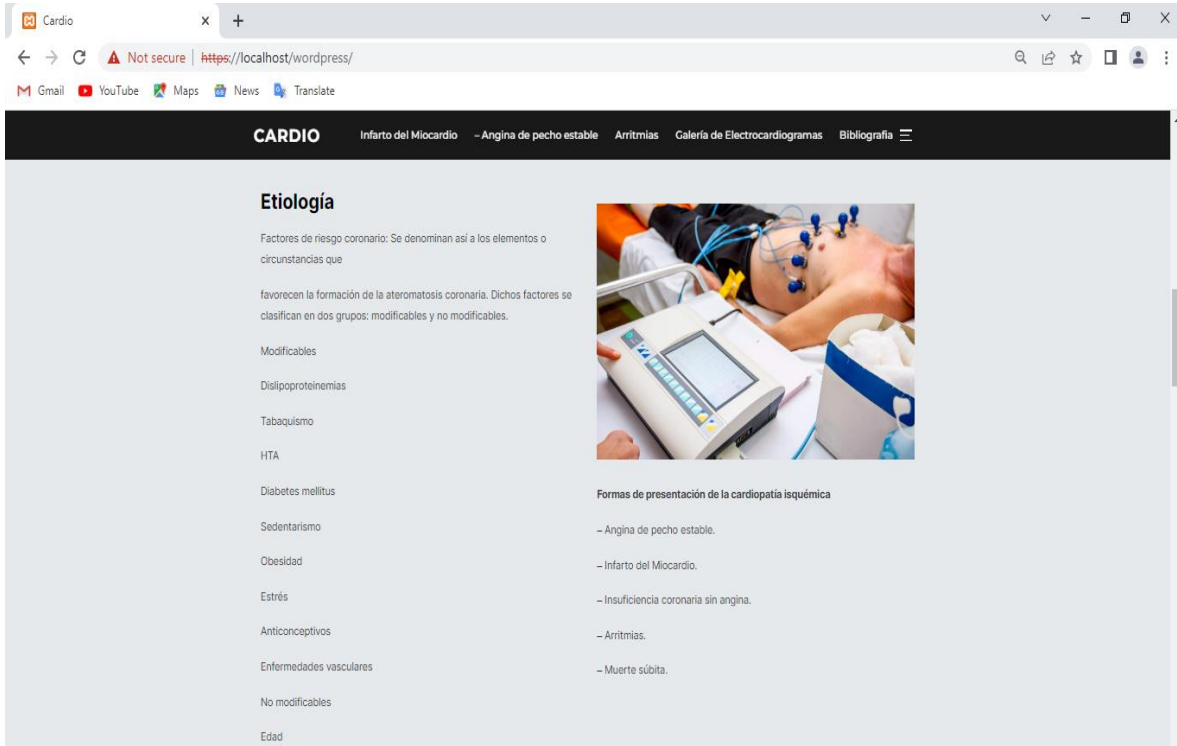 Cardio
Not secure | https://localhost/wordpress/
Gmail YouTube Maps News Translate
CARDIO Infarto del Miocardio – Angina de pecho estable Arritmias Galería de Electrocardiogramas Bibliografia
Etiología
Factores de riesgo coronario: Se denominan así a los elementos o
circunstancias que
favorecen la formación de la ateromatosis coronaria. Dichos factores se
clasifican en dos grupos: modificables y no modificables.
Modificables
Dislipoproteinemias
Tabaquismo
HTA
Diabetes mellitus
Sedentarismo
Obesidad
Estrés
Anticonceptivos
Enfermedades vasculares
No modificables
Edad
Formas de presentación de la cardiopatía isquémica
– Angina de pecho estable.
– Infarto del Miocardio.
– Insuficiencia coronaria sin angina.
– Arritmias.
– Muerte súbita.